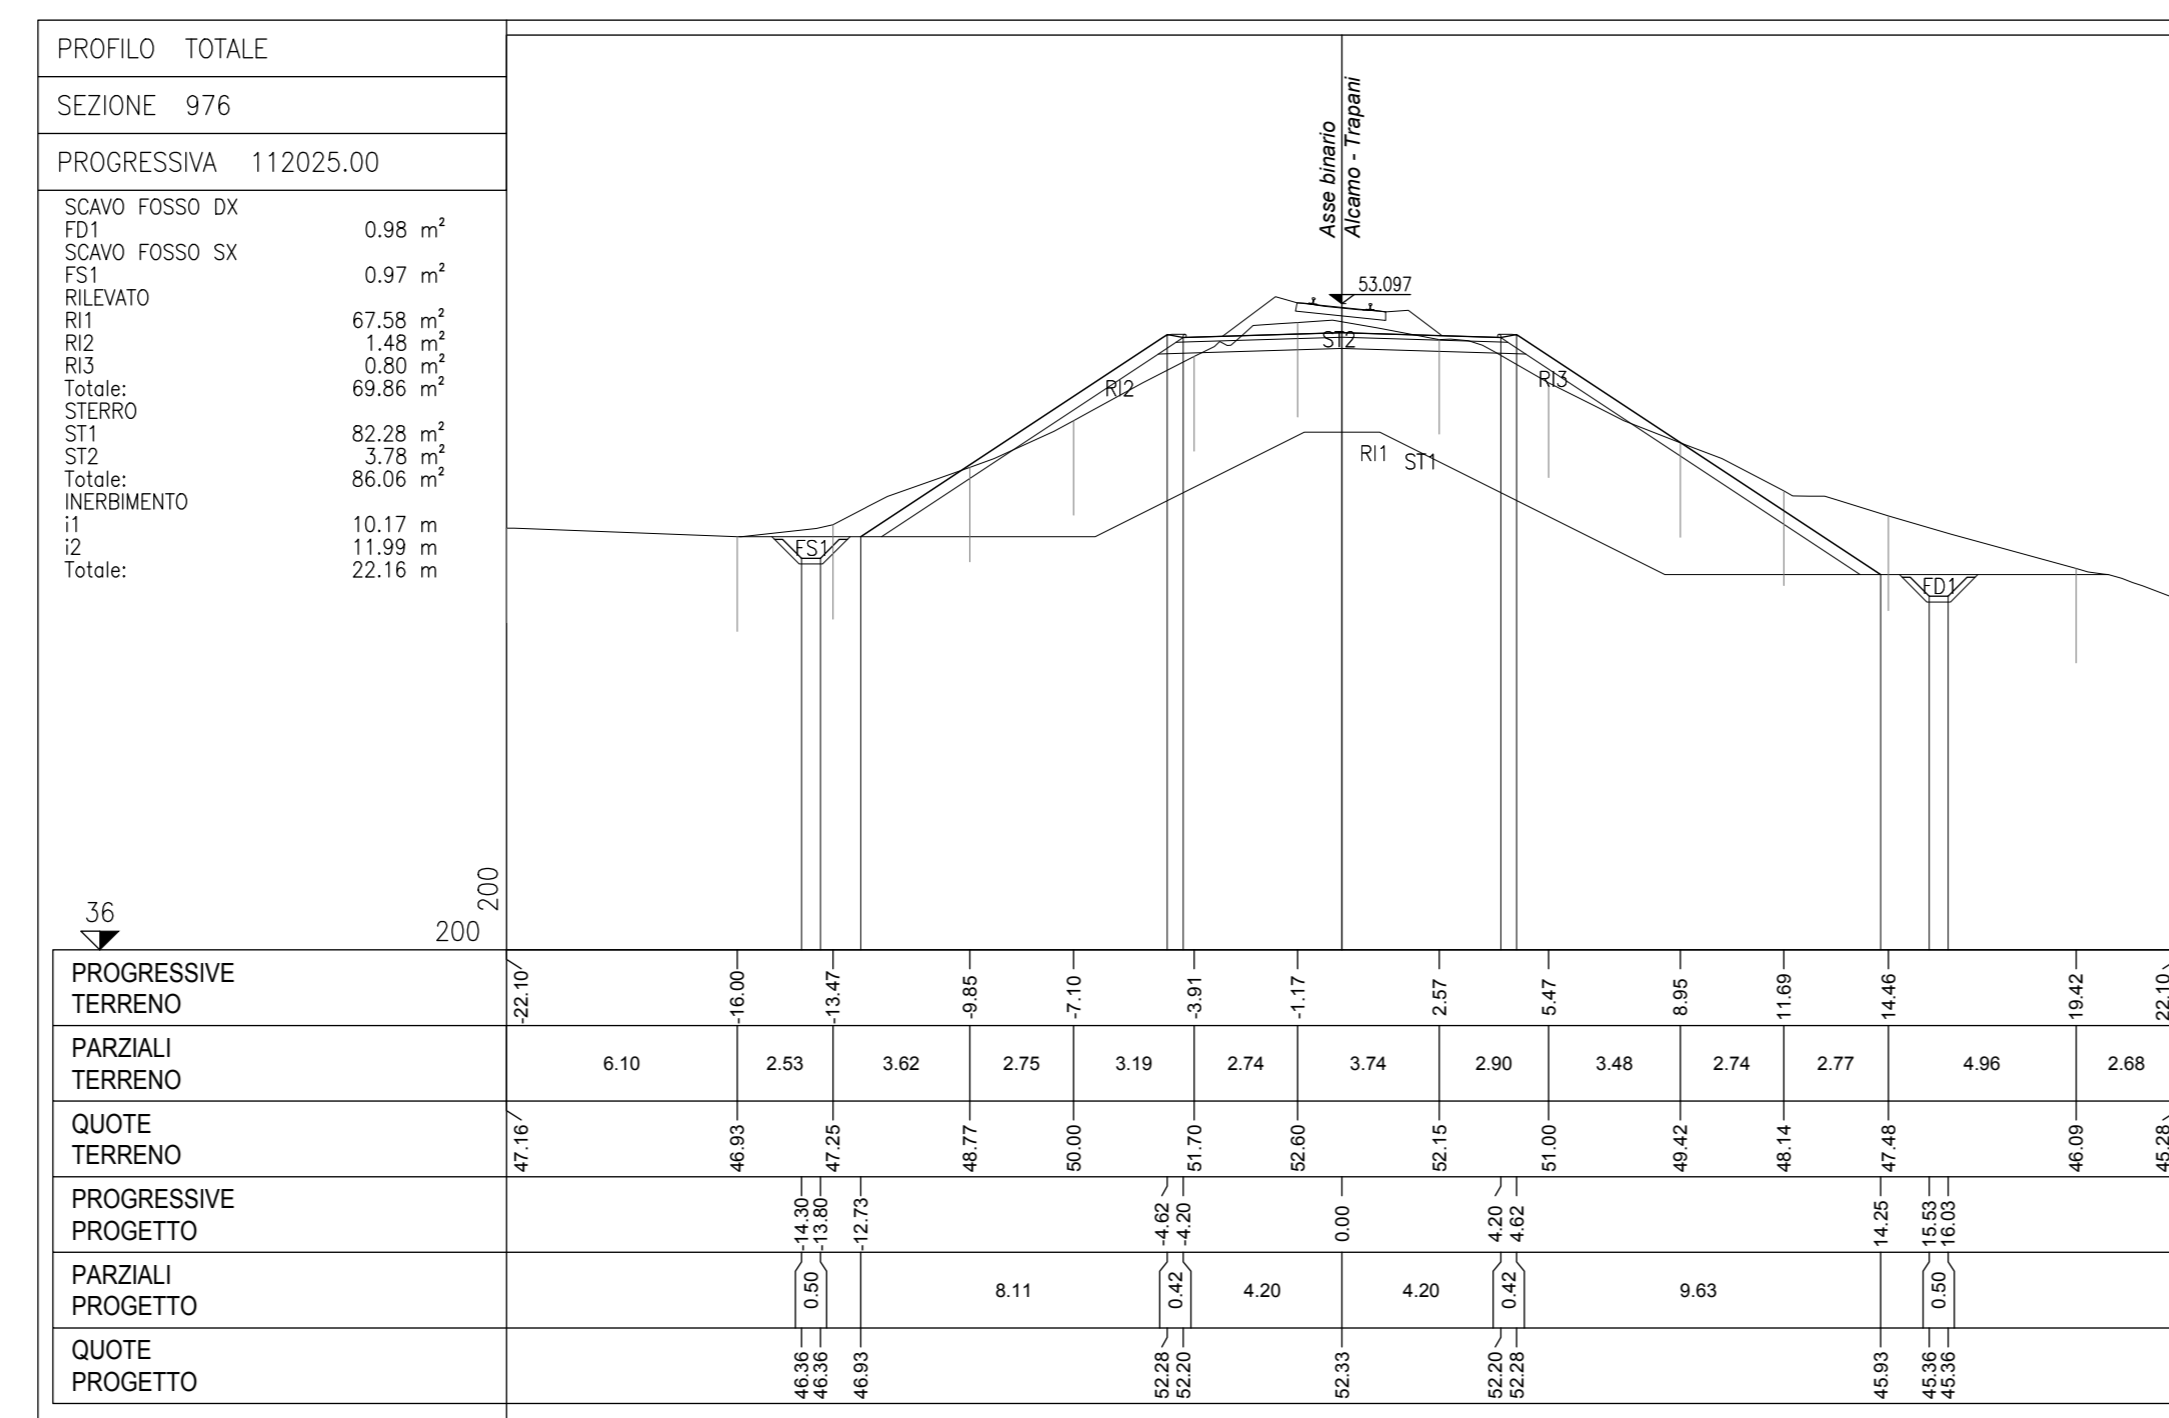 PROFILO TOTALE
SEZIONE 976
PROGRESSIVA 112025.00
SCAVO FOSSO DX
FD1 0.98 m²
SCAVO FOSSO SX
FS1 0.97 m²
RILEVATO
RI1 67.58 m²
RI2 1.48 m²
RI3 0.80 m²
Totale: 69.86 m²
STERRO
ST1 82.28 m²
ST2 3.78 m²
Totale: 86.06 m²
INERBIMENTO
i1 10.17 m
i2 11.99 m
Totale: 22.16 m
Asse binario
Alcamo - Trapani
53.097
ST2
RI2
RI3
RI1
ST1
FS1
FD1
36
200
200
PROGRESSIVE TERRENO
-22.10 -16.00 -13.47 -9.85 -7.10 -3.91 -1.17 2.57 5.47 8.95 11.69 14.46 19.42 22.10
PARZIALI TERRENO
6.10 2.53 3.62 2.75 3.19 2.74 3.74 2.90 3.48 2.74 2.77 4.96 2.68
QUOTE TERRENO
47.16 46.93 47.25 48.77 50.00 51.70 52.60 52.15 51.00 49.42 48.14 47.48 46.09 45.28
PROGRESSIVE PROGETTO
-14.30 -13.80 -12.73 -4.62 -4.20 0.00 4.20 4.62 14.25 15.53 16.03
PARZIALI PROGETTO
0.50 8.11 0.42 4.20 4.20 0.42 9.63 0.50
QUOTE PROGETTO
46.36 46.36 46.93 52.28 52.20 52.33 52.20 52.28 45.93 45.36 45.36